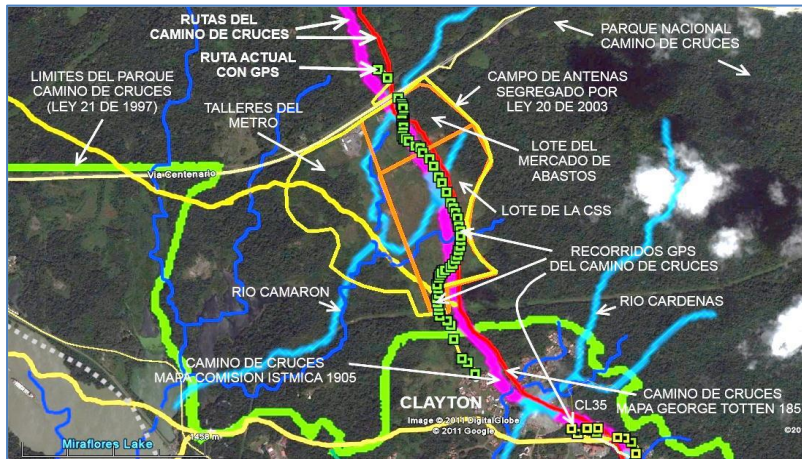 RUTAS DEL
CAMINO DE CRUCES
RUTA ACTUAL
CON GPS
LIMITES DEL PARQUE
CAMINO DE CRUCES
(LEY 21 DE 1997)
TALLERES DEL
METRO
PARQUE NACIONAL
CAMINO DE CRUCES
CAMPO DE ANTENAS
SEGREGADO POR
LEY 20 DE 2003
LOTE DEL
MERCADO DE
ABASTOS
Via Centenario
LOTE DE LA CSS
RECORRIDOS GPS
DEL CAMINO DE CRUCES
RIO CAMARON
RIO CARDENAS
CAMINO DE CRUCES
MAPA COMISION ISTMICA 1905
CLAYTON
CL35
CAMINO DE CRUCES
MAPA GEORGE TOTTEN 185
Image © 2011 DigitalGlobe
© 2011 Google
©20
Miraflores Lake
1458 m